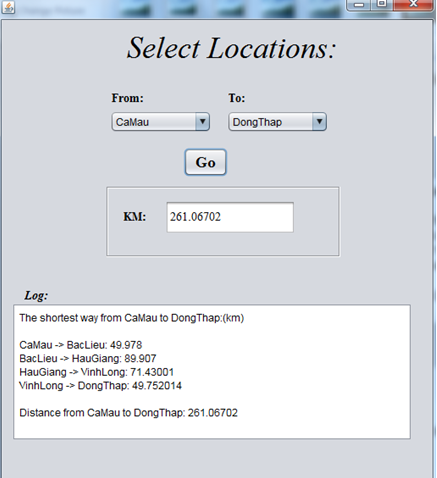 Select Locations:
From: To:
CaMau DongThap
Go
KM: 261.06702
Log:
The shortest way from CaMau to DongThap:(km)
CaMau -> BacLieu: 49.978
BacLieu -> HauGiang: 89.907
HauGiang -> VinhLong: 71.43001
VinhLong -> DongThap: 49.752014
Distance from CaMau to DongThap: 261.06702